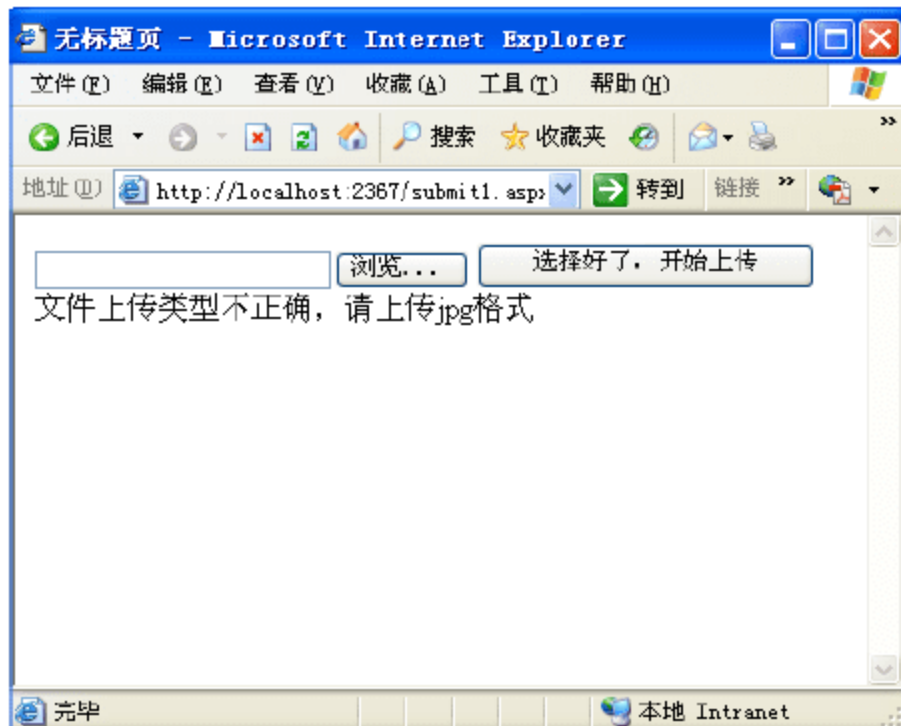 无标题页 - Microsoft Internet Explorer
文件(F) 编辑(E) 查看(V) 收藏(A) 工具(T) 帮助(H)
后退 搜索 收藏夹 »
地址(D) http://localhost:2367/submit1.aspx 转到 链接 »
浏览... 选择好了，开始上传
文件上传类型不正确，请上传jpg格式
完毕 本地 Intranet